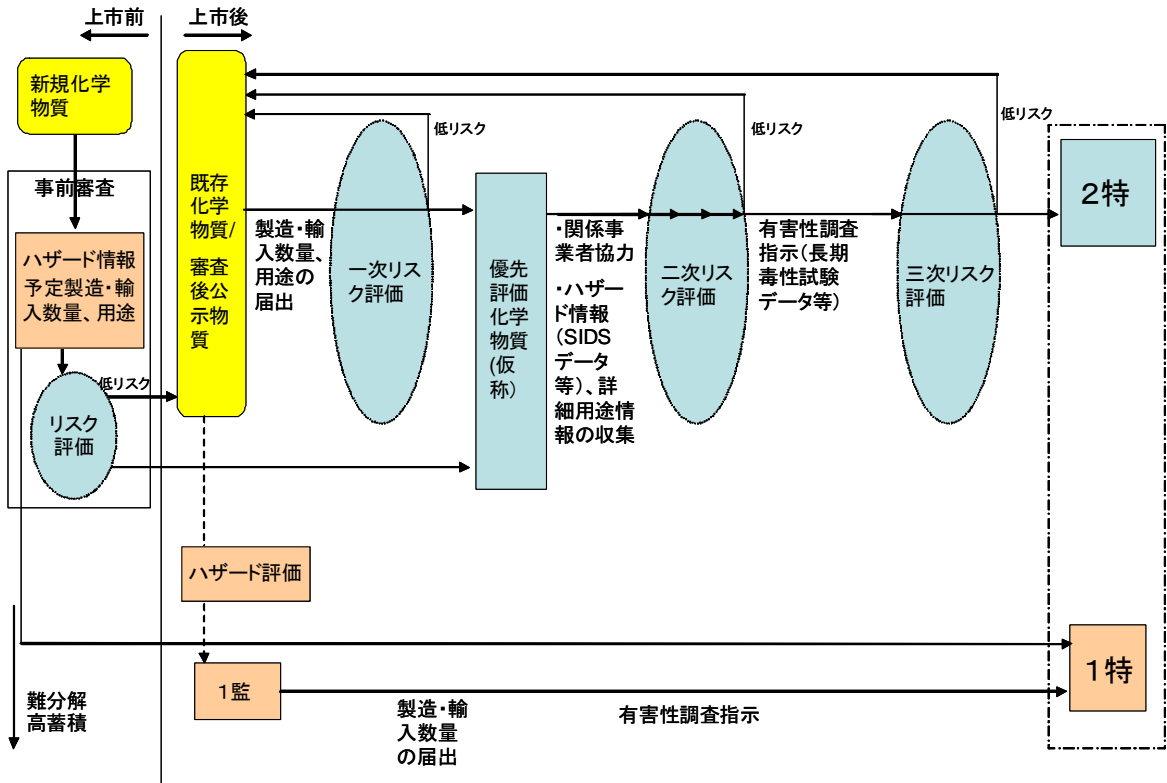 上市前
上市後
新規化学
物質
事前審査
ハザード情報
予定製造・輸
入数量、用途
低リスク
リスク
評価
既存
化学
物質/
審査
後公
示物
質
製造・輸
入数量、
用途の
届出
低リスク
一次リス
ク評価
優先
評価
化学
物質
(仮
称)
・関係事
業者協力
・ハザー
ド情報
(SIDS
データ
等)、詳
細用途情
報の収集
低リスク
二次リス
ク評価
有害性調査
指示(長期
毒性試験
データ等)
低リスク
三次リスク
評価
2特
ハザード評価
1監
製造・輸
入数量
の届出
有害性調査指示
1特
難分解
高蓄積